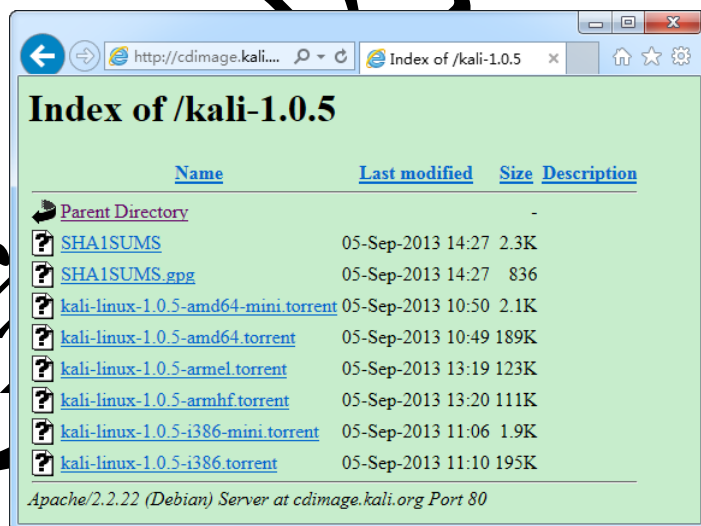 http://cdimage.kali.... Index of /kali-1.0.5
Index of /kali-1.0.5
Name Last modified Size Description
Parent Directory -
SHA1SUMS 05-Sep-2013 14:27 2.3K
SHA1SUMS.gpg 05-Sep-2013 14:27 836
kali-linux-1.0.5-amd64-mini.torrent 05-Sep-2013 10:50 2.1K
kali-linux-1.0.5-amd64.torrent 05-Sep-2013 10:49 189K
kali-linux-1.0.5-armel.torrent 05-Sep-2013 13:19 123K
kali-linux-1.0.5-armhf.torrent 05-Sep-2013 13:20 111K
kali-linux-1.0.5-i386-mini.torrent 05-Sep-2013 11:06 1.9K
kali-linux-1.0.5-i386.torrent 05-Sep-2013 11:10 195K
Apache/2.2.22 (Debian) Server at cdimage.kali.org Port 80